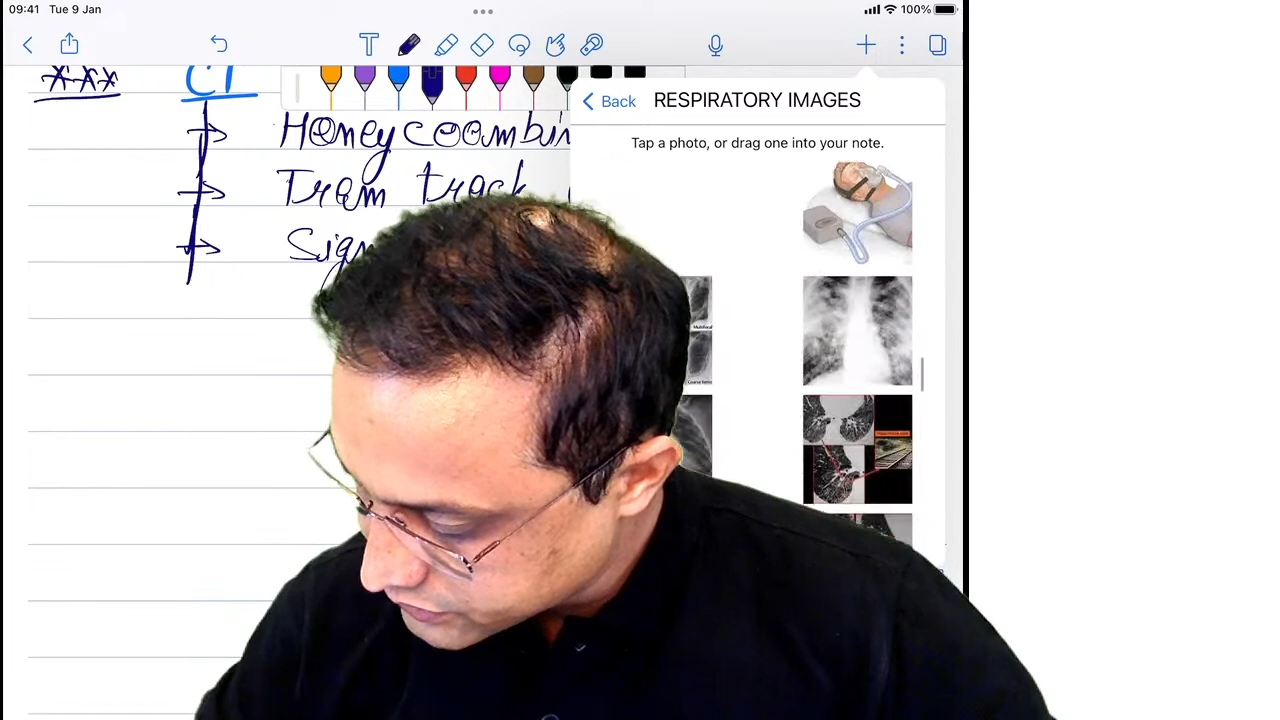 09:41 Tue 9 Jan
100%
T
Back RESPIRATORY IMAGES
*** CT
Tap a photo, or drag one into your note.
→ Honeycoombin
→ Tram track
→ Sign